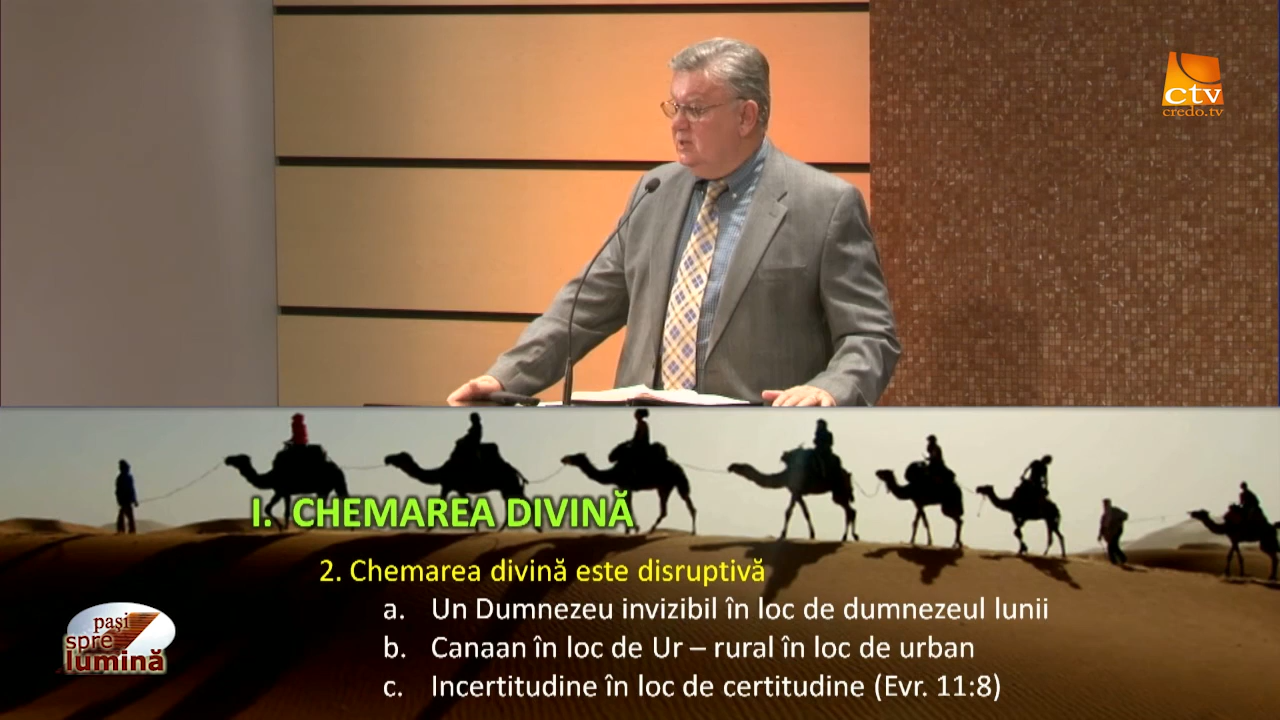 ctv
credo.tv
I. CHEMAREA DIVINĂ
2. Chemarea divină este disruptivă
a. Un Dumnezeu invizibil în loc de dumnezeul lunii
b. Canaan în loc de Ur – rural în loc de urban
c. Incertitudine în loc de certitudine (Evr. 11:8)
pași
spre
lumină